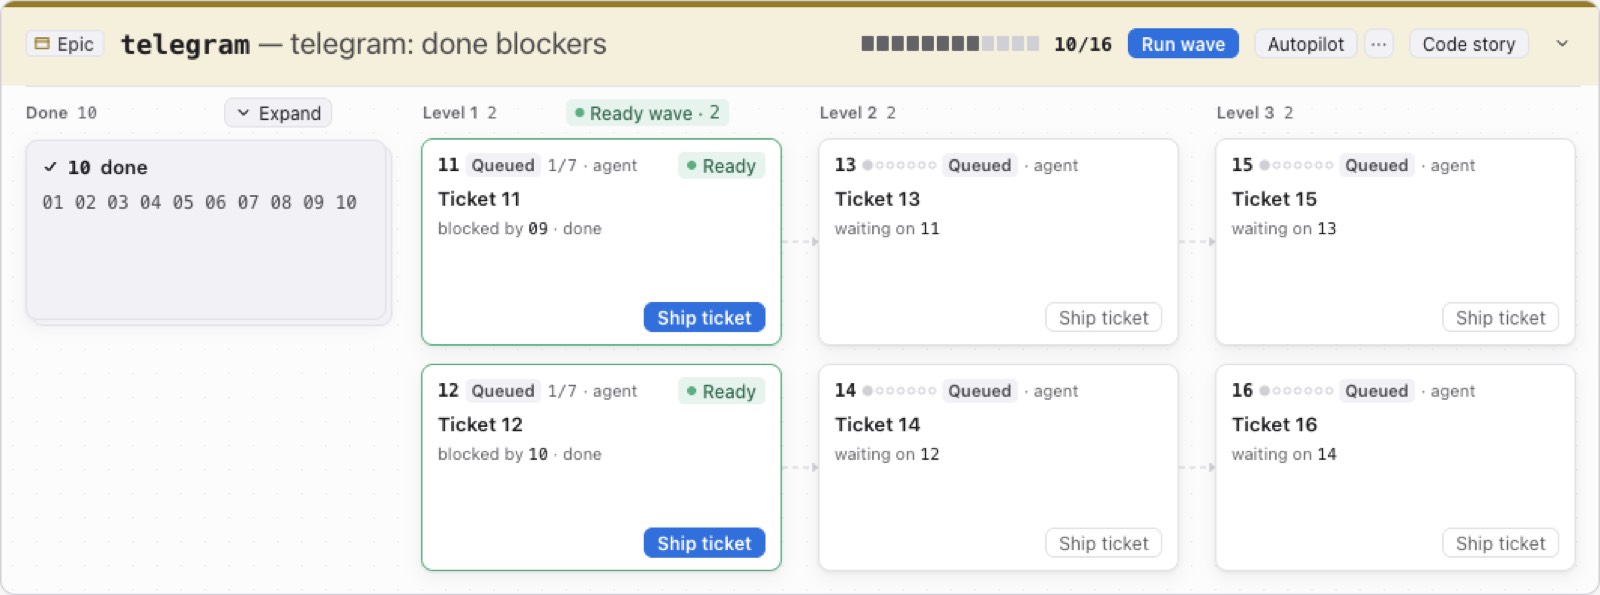 Epic telegram — telegram: done blockers 10/16 Run wave Autopilot ··· Code story
Done 10 Expand
✓ 10 done
01 02 03 04 05 06 07 08 09 10
Level 1 2 Ready wave · 2
11 Queued 1/7 · agent Ready
Ticket 11
blocked by 09 · done
Ship ticket
12 Queued 1/7 · agent Ready
Ticket 12
blocked by 10 · done
Ship ticket
Level 2 2
13 Queued · agent
Ticket 13
waiting on 11
Ship ticket
14 Queued · agent
Ticket 14
waiting on 12
Ship ticket
Level 3 2
15 Queued · agent
Ticket 15
waiting on 13
Ship ticket
16 Queued · agent
Ticket 16
waiting on 14
Ship ticket